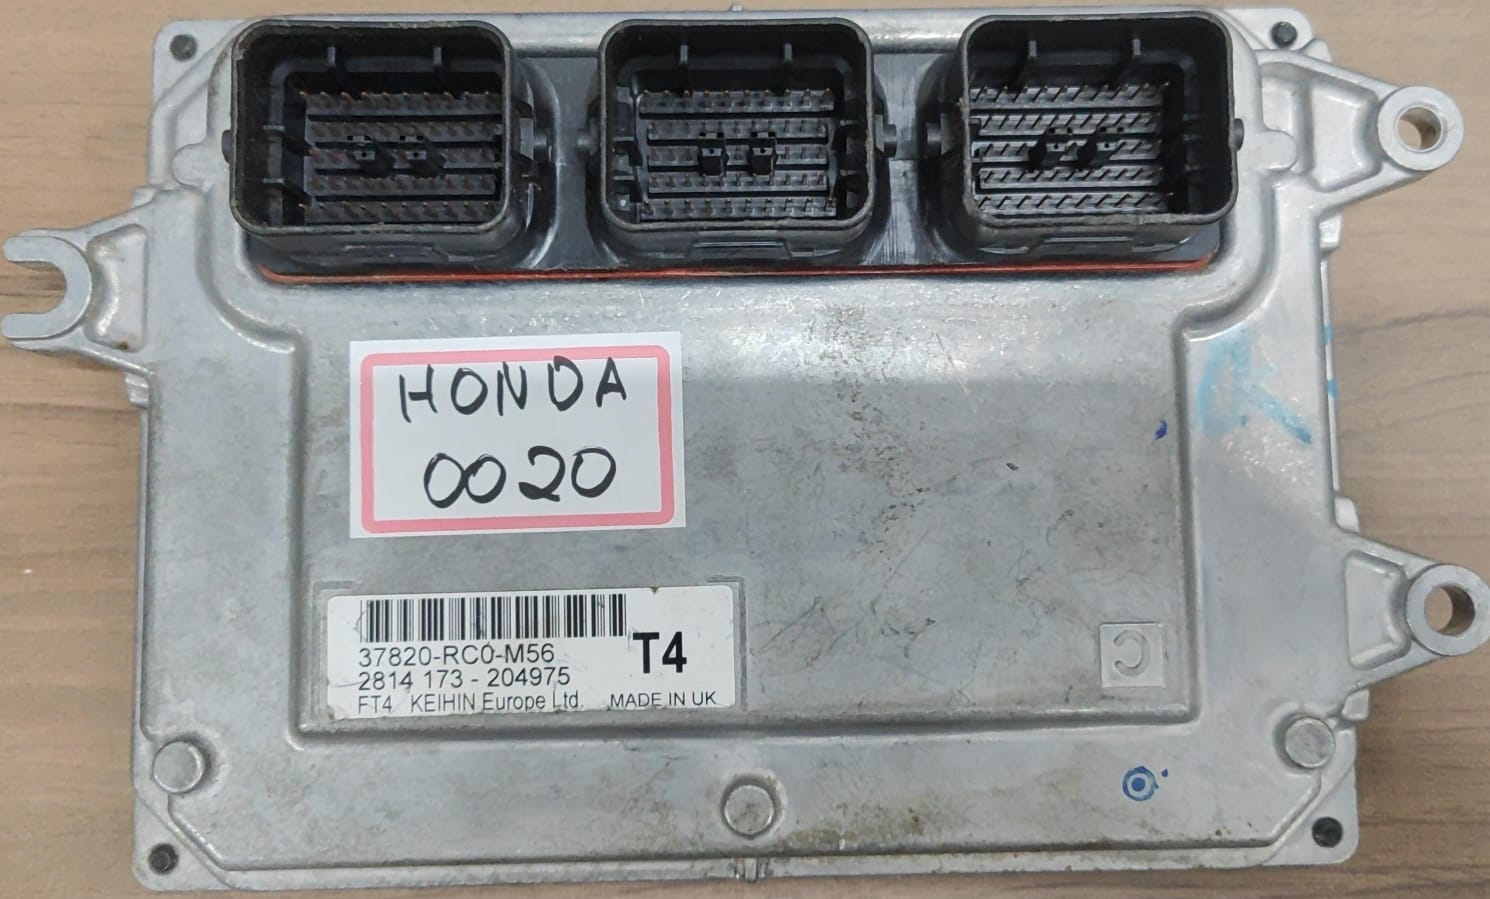 HONDA
0020
37820-RC0-M56
T4
2814 173 - 204975
FT4 KEIHIN Europe Ltd. MADE IN UK
C